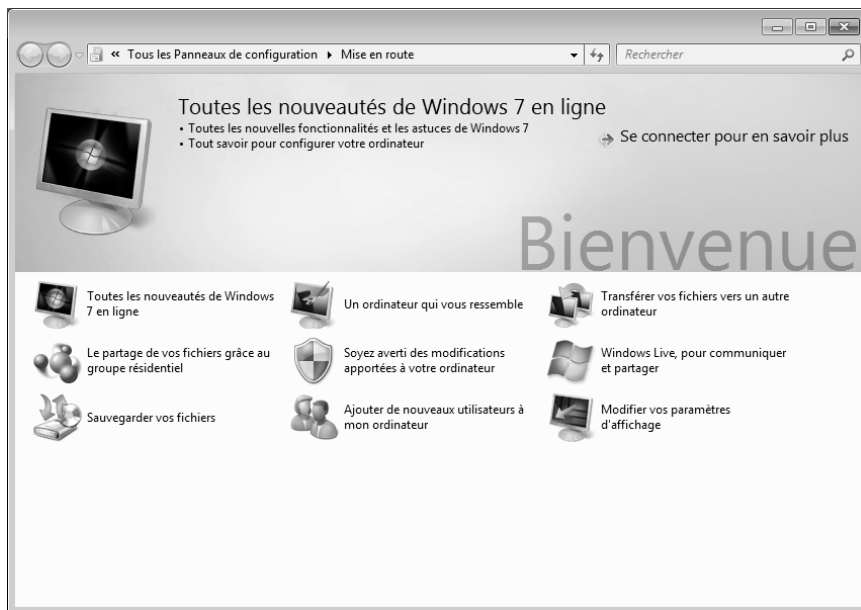 « Tous les Panneaux de configuration ▸ Mise en route
Rechercher
Toutes les nouveautés de Windows 7 en ligne
• Toutes les nouvelles fonctionnalités et les astuces de Windows 7
• Tout savoir pour configurer votre ordinateur
Se connecter pour en savoir plus
Bienvenue
Toutes les nouveautés de Windows
7 en ligne
Un ordinateur qui vous ressemble
Transférer vos fichiers vers un autre
ordinateur
Le partage de vos fichiers grâce au
groupe résidentiel
Soyez averti des modifications
apportées à votre ordinateur
Windows Live, pour communiquer
et partager
Sauvegarder vos fichiers
Ajouter de nouveaux utilisateurs à
mon ordinateur
Modifier vos paramètres
d'affichage